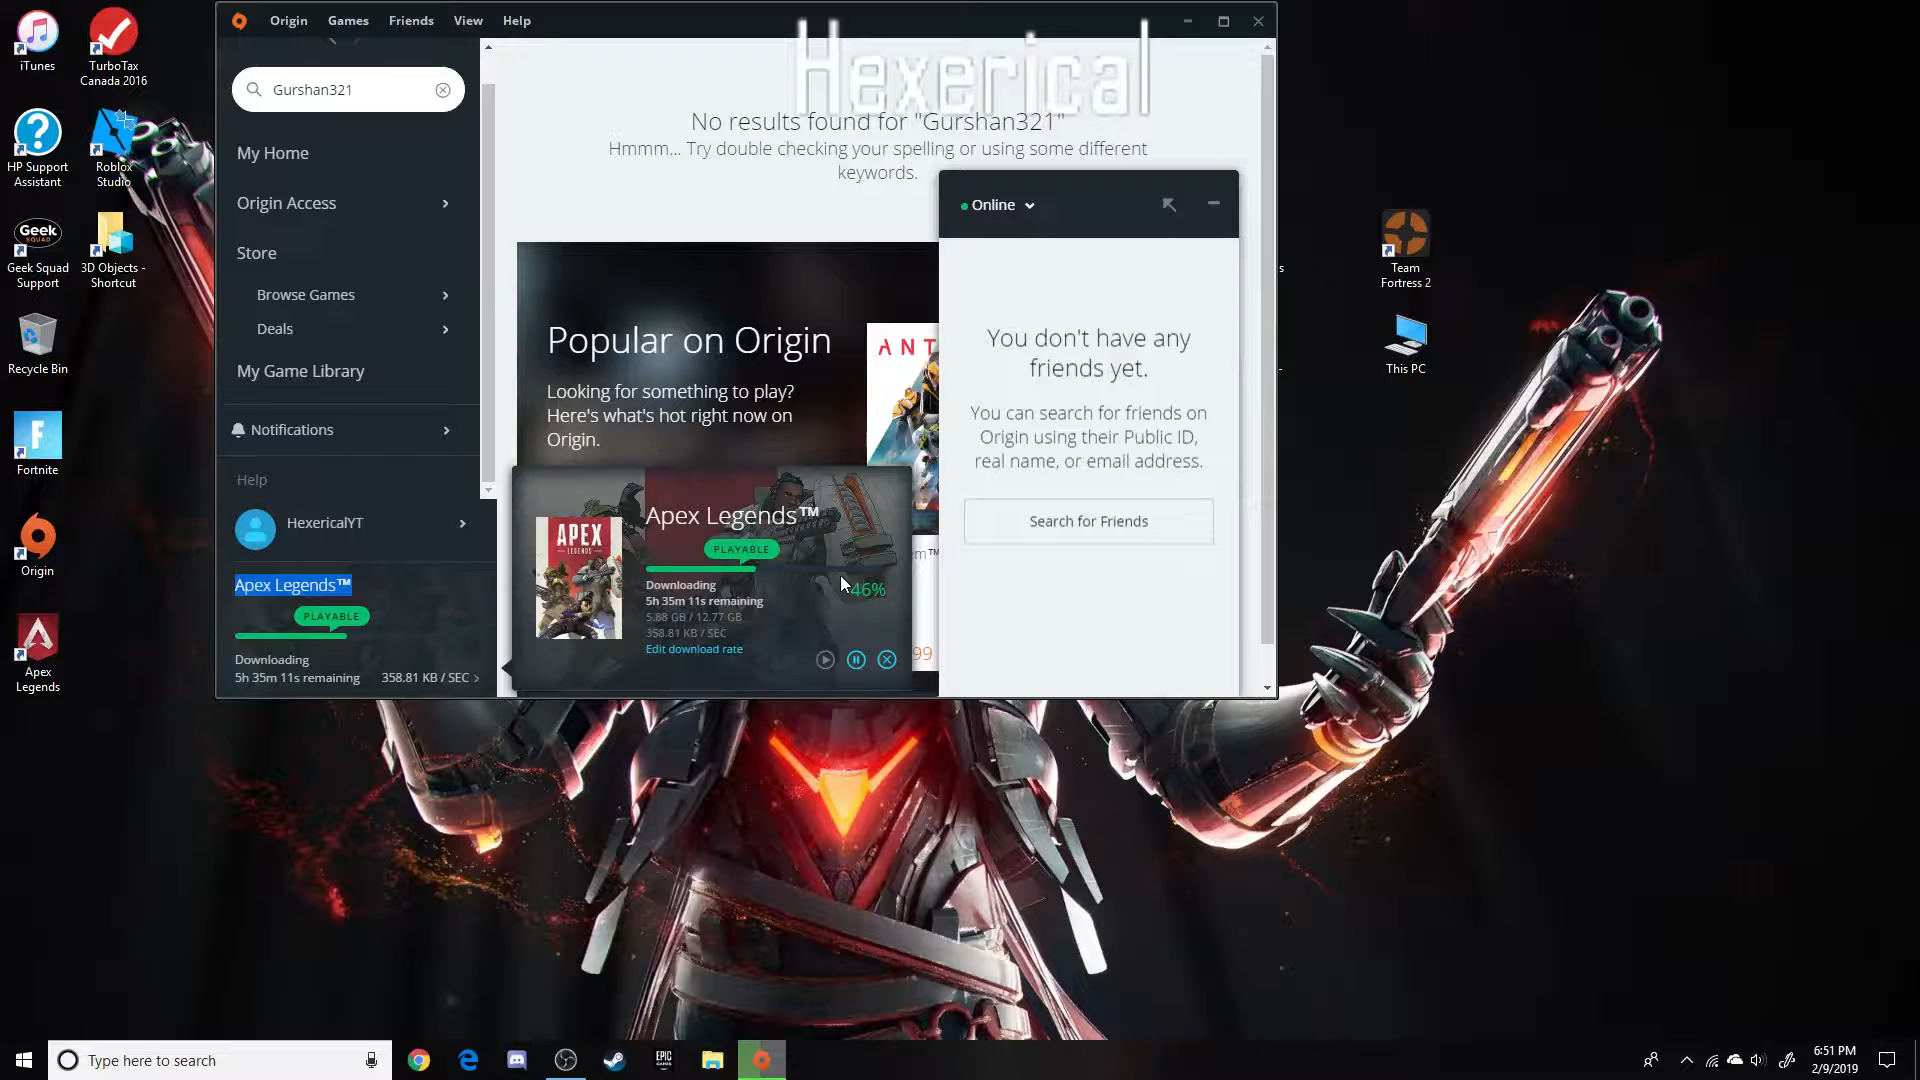 iTunes
TurboTax
Canada 2016
HP Support
Assistant
Roblox
Studio
Geek
SQUAD
Geek Squad
Support
3D Objects -
Shortcut
Recycle Bin
Fortnite
Origin
Apex
Legends
Origin
Games
Friends
View
Help
Hexerical
Gurshan321
My Home
Origin Access
Store
Browse Games
Deals
My Game Library
Notifications
Help
HexericalYT
Apex Legends™
PLAYABLE
Downloading
5h 35m 11s remaining
358.81 KB / SEC
No results found for "Gurshan321"
Hmmm... Try double checking your spelling or using some different
keywords.
Popular on Origin
Looking for something to play?
Here's what's hot right now on
Origin.
ANT
em™
99
APEX
LEGENDS
Apex Legends™
PLAYABLE
Downloading
5h 35m 11s remaining
5.88 GB / 12.77 GB
358.81 KB / SEC
Edit download rate
46%
Online
You don't have any
friends yet.
You can search for friends on
Origin using their Public ID,
real name, or email address.
Search for Friends
s
-
Team
Fortress 2
This PC
Type here to search
EPIC
GAMES
6:51 PM
2/9/2019